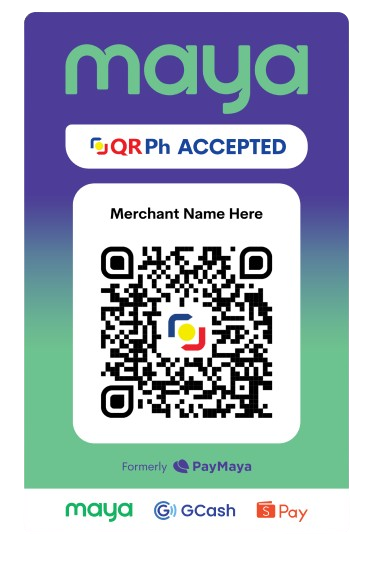 maya
QR Ph ACCEPTED
Merchant Name Here
Formerly PayMaya
maya GCash S Pay